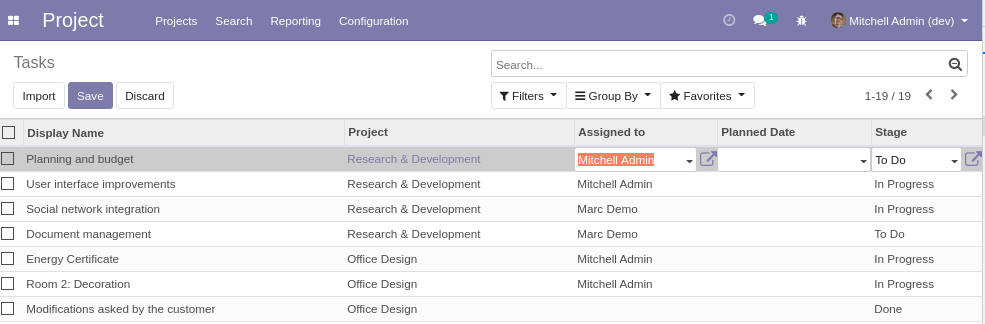 Project Projects Search Reporting Configuration 1 Mitchell Admin (dev)
Tasks Search...
Import Save Discard Filters Group By Favorites 1-19 / 19
Display Name Project Assigned to Planned Date Stage
Planning and budget Research & Development Mitchell Admin To Do
User interface improvements Research & Development Mitchell Admin In Progress
Social network integration Research & Development Marc Demo In Progress
Document management Research & Development Marc Demo To Do
Energy Certificate Office Design Mitchell Admin In Progress
Room 2: Decoration Office Design Mitchell Admin In Progress
Modifications asked by the customer Office Design Done